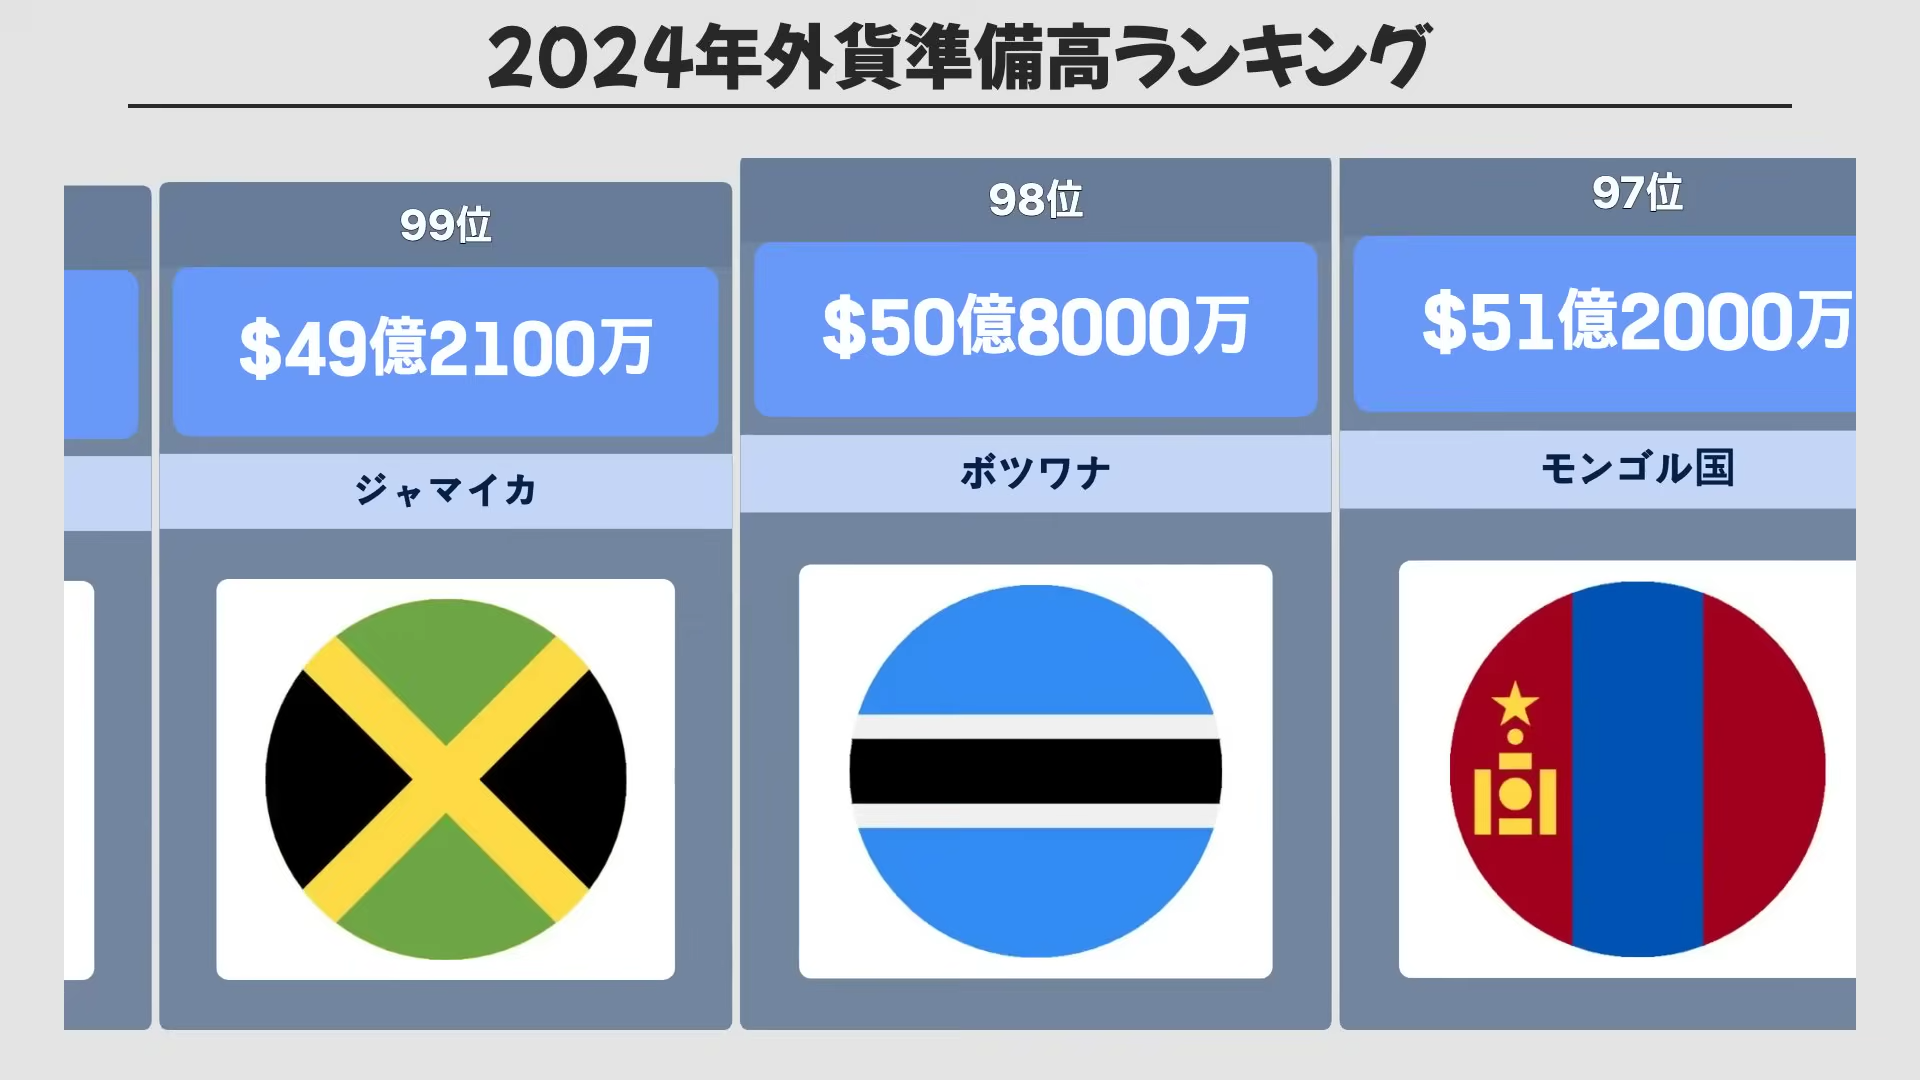 2024年外貨準備高ランキング
99位
$49億2100万
ジャマイカ
98位
$50億8000万
ボツワナ
97位
$51億2000万
モンゴル国